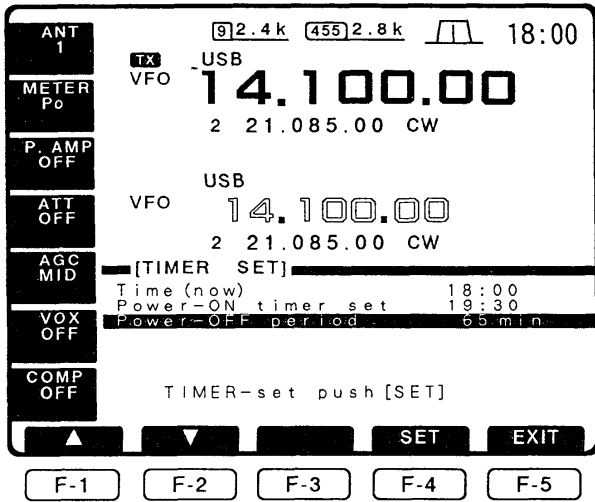 ANT
1
METER
Po
P. AMP
OFF
ATT
OFF
AGC
MID
VOX
OFF
COMP
OFF
9 2.4k 455 2.8k 18:00
TX USB
VFO 14.100.00
2 21.085.00 CW
USB
VFO 14.100.00
2 21.085.00 CW
[TIMER SET]
Time(now) 18:00
Power-ON timer set 19:30
Power-OFF period 65min
TIMER-set push[SET]
▲ ▼ SET EXIT
F-1 F-2 F-3 F-4 F-5